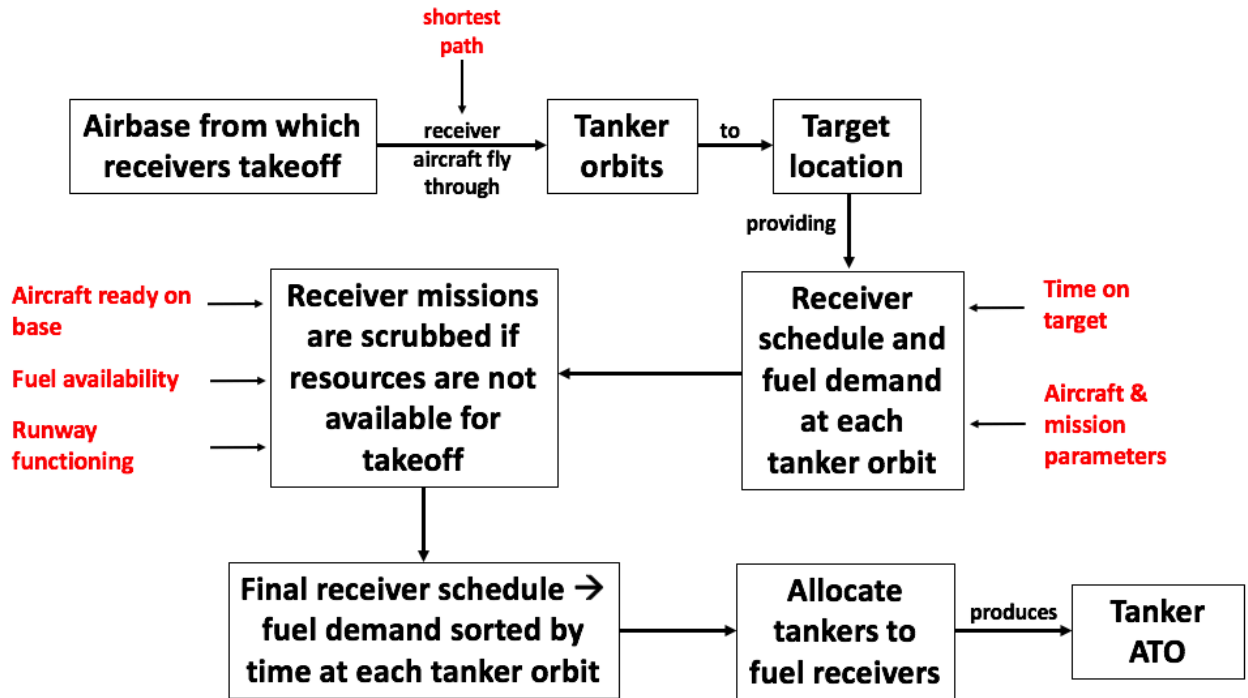 shortest
path
Airbase from which
receivers takeoff
receiver
aircraft fly
through
Tanker
orbits
to
Target
location
providing
Aircraft ready on
base
Fuel availability
Runway
functioning
Receiver missions
are scrubbed if
resources are not
available for
takeoff
Receiver
schedule and
fuel demand
at each
tanker orbit
Time on
target
Aircraft &
mission
parameters
Final receiver schedule →
fuel demand sorted by
time at each tanker orbit
Allocate
tankers to
fuel receivers
produces
Tanker
ATO